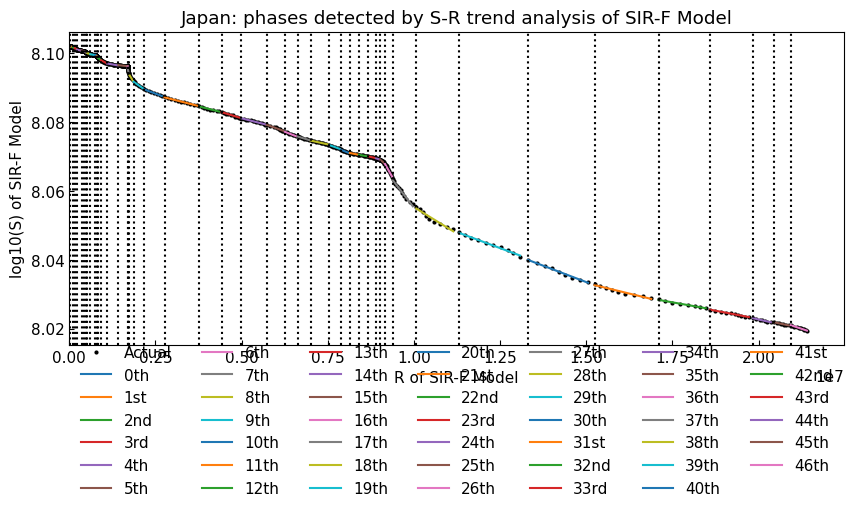 Japan: phases detected by S-R trend analysis of SIR-F Model
log10(S) of SIR-F Model
8.10
8.08
8.06
8.04
8.02
0.00 0.25 0.50 0.75 1.00 1.25 1.50 1.75 2.00
R of SIR-F Model
1e7
Actual 6th 13th 20th 27th 34th 41st
0th 7th 14th 21st 28th 35th 42nd
1st 8th 15th 22nd 29th 36th 43rd
2nd 9th 16th 23rd 30th 37th 44th
3rd 10th 17th 24th 31st 38th 45th
4th 11th 18th 25th 32nd 39th 46th
5th 12th 19th 26th 33rd 40th